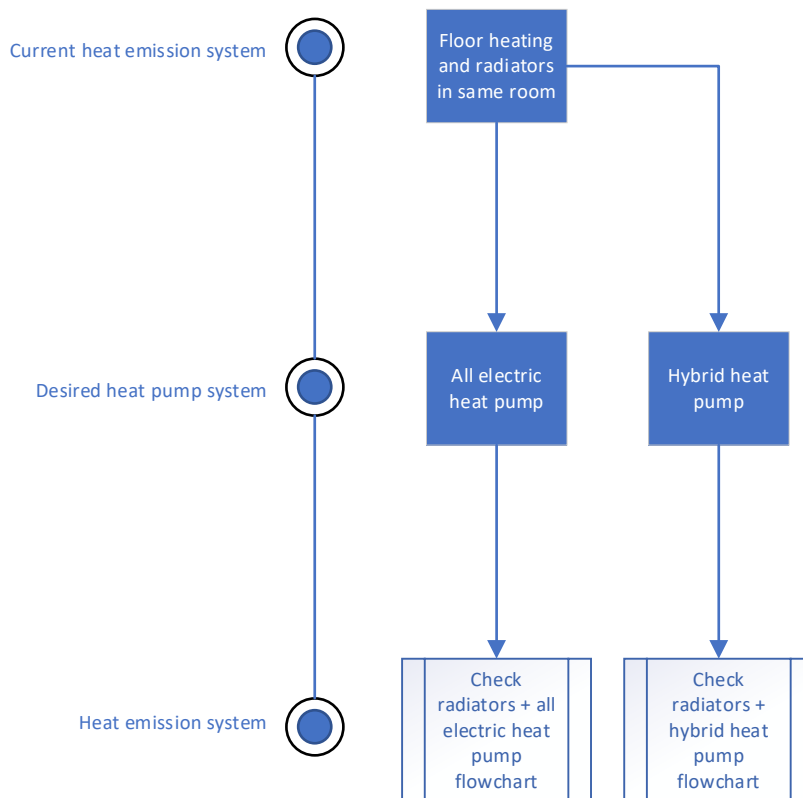 Current heat emission system
Floor heating
and radiators
in same room
Desired heat pump system
All electric
heat pump
Hybrid heat
pump
Heat emission system
Check
radiators + all
electric heat
pump
flowchart
Check
radiators +
hybrid heat
pump
flowchart